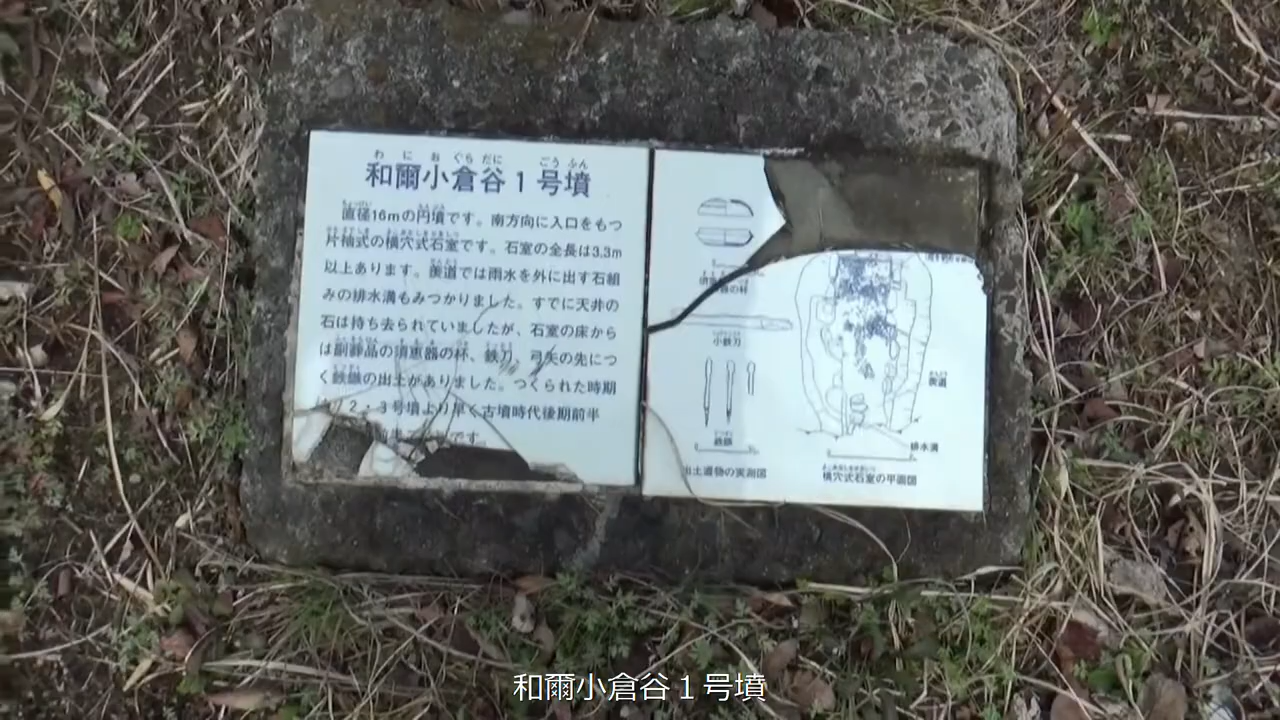 和爾小倉谷１号墳
わ に お ぐら だに ごう ふん
直径16mの円墳です。南方向に入口をもつ
片袖式の横穴式石室です。石室の全長は3.3m
以上あります。羨道では雨水を外に出す石組
みの排水溝もみつかりました。すでに天井の
石は持ち去られていましたが、石室の床から
は副葬品の須恵器の杯、鉄刀、弓矢の先につ
く鉄鏃の出土がありました。つくられた時期
２・３号墳より早く古墳時代後期前半
です。
の杯
小鉄刀
鉄鏃
出土遺物の実測図
羨道
排水溝
横穴式石室の平面図
和爾小倉谷１号墳